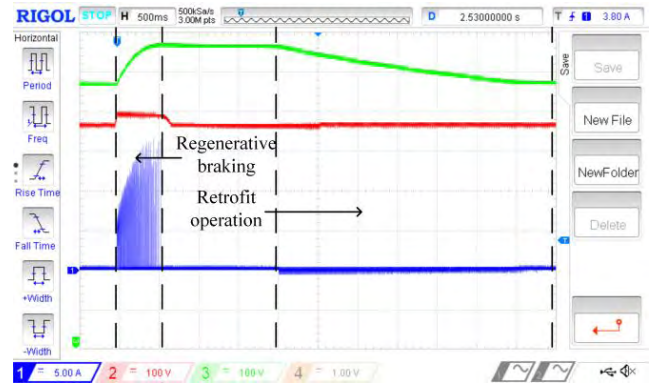 RIGOL STOP H 500ms 500kSa/s 3.00M pts D 2.53000000 s T 1 3.80 A
Horizontal
Period
Freq
Rise Time
Fall Time
+Width
-Width
Regenerative
braking
Retrofit
operation
1
T
Save
Save
New File
NewFolder
Delete
1 = 5.00 A 2 = 100 V 3 = 100 V 4 = 1.00 V